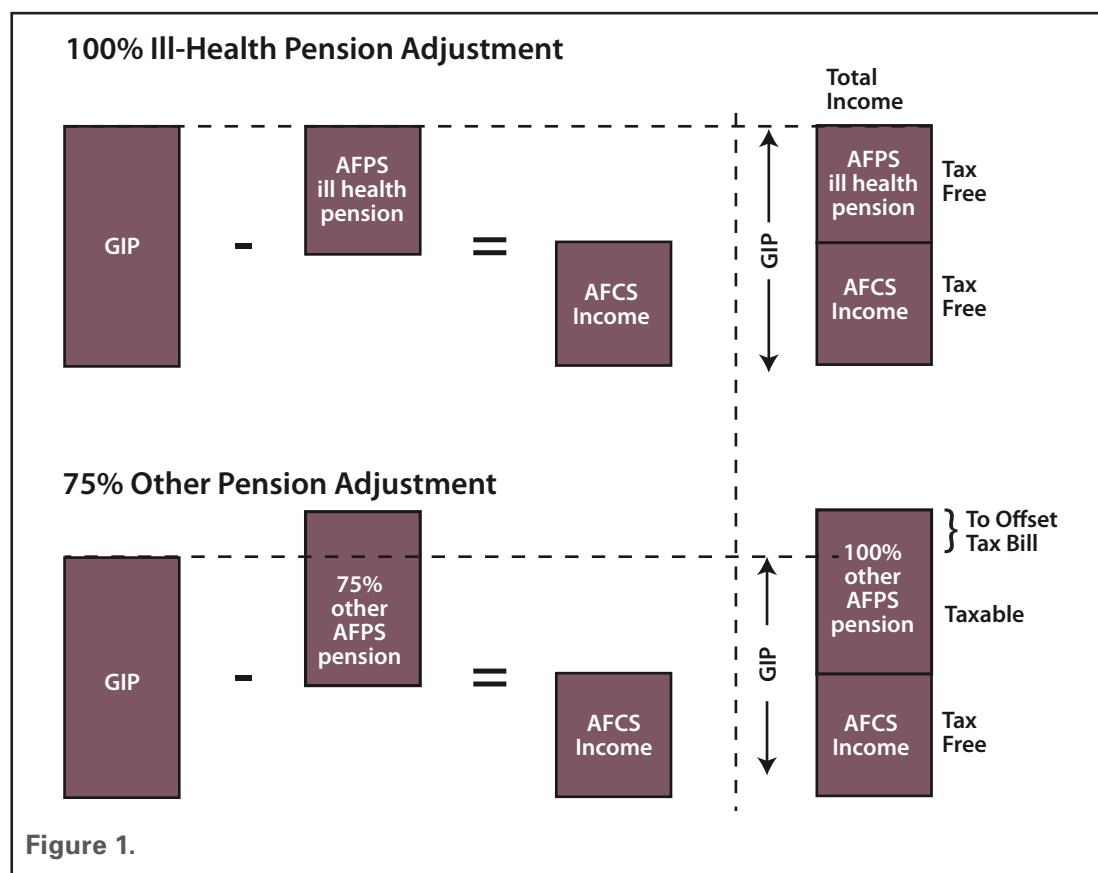 100% Ill-Health Pension Adjustment
Total
Income
GIP
-
AFPS
ill health
pension
=
AFCS
Income
GIP
AFPS
ill health
pension
Tax
Free
AFCS
Income
Tax
Free
75% Other Pension Adjustment
GIP
-
75%
other
AFPS
pension
=
AFCS
Income
GIP
100%
other
AFPS
pension
} To Offset
Tax Bill
Taxable
AFCS
Income
Tax
Free
Figure 1.